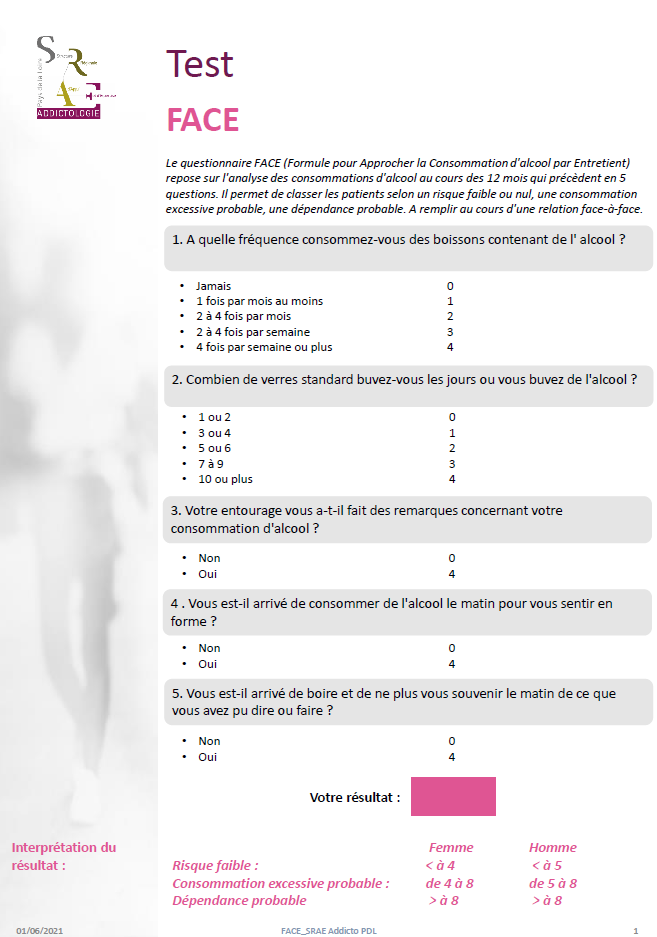 Pays de la Loire
Structure
Régionale
d'Appui
ADDICTOLOGIE
Test
FACE
Le questionnaire FACE (Formule pour Approcher la Consommation d'alcool par Entretient)
repose sur l'analyse des consommations d'alcool au cours des 12 mois qui précèdent en 5
questions. Il permet de classer les patients selon un risque faible ou nul, une consommation
excessive probable, une dépendance probable. A remplir au cours d'une relation face-à-face.
1. A quelle fréquence consommez-vous des boissons contenant de l' alcool ?
• Jamais 0
• 1 fois par mois au moins 1
• 2 à 4 fois par mois 2
• 2 à 4 fois par semaine 3
• 4 fois par semaine ou plus 4
2. Combien de verres standard buvez-vous les jours ou vous buvez de l'alcool ?
• 1 ou 2 0
• 3 ou 4 1
• 5 ou 6 2
• 7 à 9 3
• 10 ou plus 4
3. Votre entourage vous a-t-il fait des remarques concernant votre
consommation d'alcool ?
• Non 0
• Oui 4
4 . Vous est-il arrivé de consommer de l'alcool le matin pour vous sentir en
forme ?
• Non 0
• Oui 4
5. Vous est-il arrivé de boire et de ne plus vous souvenir le matin de ce que
vous avez pu dire ou faire ?
• Non 0
• Oui 4
Votre résultat :
Interprétation du
résultat :
Femme Homme
Risque faible : < à 4 < à 5
Consommation excessive probable : de 4 à 8 de 5 à 8
Dépendance probable > à 8 > à 8
01/06/2021 FACE_SRAE Addicto PDL 1